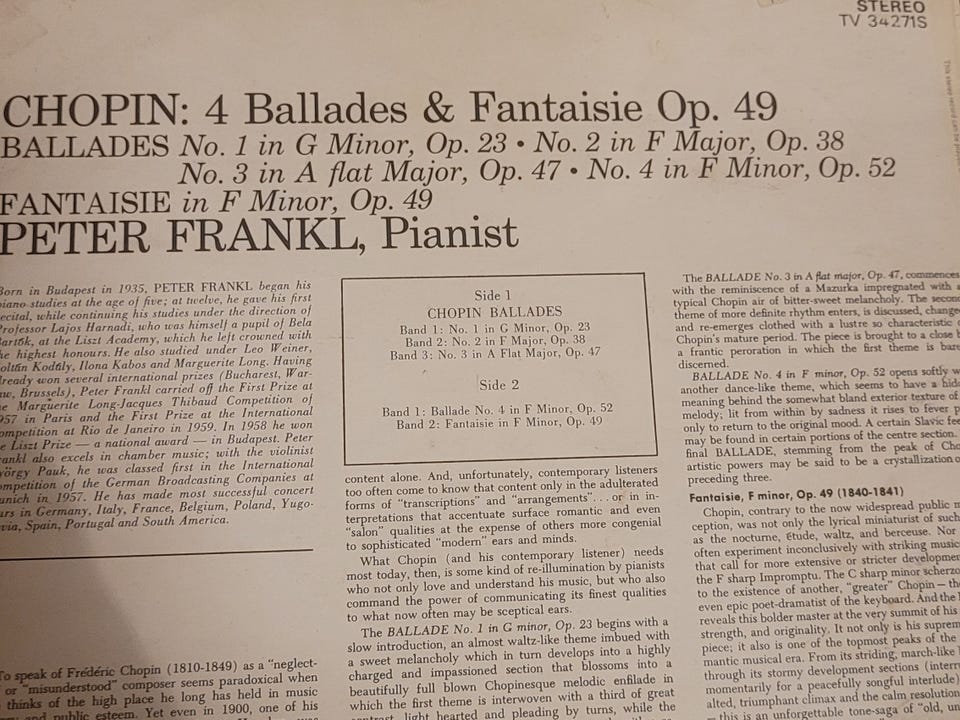 STEREO
TV 34271S
CHOPIN: 4 Ballades & Fantaisie Op. 49
BALLADES No. 1 in G Minor, Op. 23 • No. 2 in F Major, Op. 38
No. 3 in A flat Major, Op. 47 • No. 4 in F Minor, Op. 52
FANTAISIE in F Minor, Op. 49
PETER FRANKL, Pianist
Born in Budapest in 1935, PETER FRANKL began his
piano studies at the age of five; at twelve, he gave his first
recital, while continuing his studies under the direction of
Professor Lajos Harnadi, who was himself a pupil of Bela
Bartók, at the Liszt Academy, which he left crowned with
the highest honours. He also studied under Leo Weiner,
Zoltán Kodály, Ilona Kabos and Marguerite Long. Having
already won several international prizes (Bucharest, War-
saw, Brussels), Peter Frankl carried off the First Prize at
the Marguerite Long-Jacques Thibaud Competition of
1957 in Paris and the First Prize at the International
Competition at Rio de Janeiro in 1959. In 1958 he won
the Liszt Prize — a national award — in Budapest. Peter
Frankl also excels in chamber music; with the violinist
György Pauk, he was classed first in the International
Competition of the German Broadcasting Companies at
Munich in 1957. He has made most successful concert
tours in Germany, Italy, France, Belgium, Poland, Yugo-
slavia, Spain, Portugal and South America.
To speak of Frédéric Chopin (1810-1849) as a "neglect-
or "misunderstood" composer seems paradoxical when
thinks of the high place he long has held in music
and public esteem. Yet even in 1900, one of his
Side 1
CHOPIN BALLADES
Band 1: No. 1 in G Minor, Op. 23
Band 2: No. 2 in F Major, Op. 38
Band 3: No. 3 in A Flat Major, Op. 47
Side 2
Band 1: Ballade No. 4 in F Minor, Op. 52
Band 2: Fantaisie in F Minor, Op. 49
content alone. And, unfortunately, contemporary listeners
too often come to know that content only in the adulterated
forms of "transcriptions" and "arrangements"... or in in-
terpretations that accentuate surface romantic and even
"salon" qualities at the expense of others more congenial
to sophisticated "modern" ears and minds.
What Chopin (and his contemporary listener) needs
most today, then, is some kind of re-illumination by pianists
who not only love and understand his music, but who also
command the power of communicating its finest qualities
to what now often may be sceptical ears.
The BALLADE No. 1 in G minor, Op. 23 begins with a
slow introduction, an almost waltz-like theme imbued with
a sweet melancholy which in turn develops into a highly
charged and impassioned section that blossoms into a
beautifully full blown Chopinesque melodic enfilade in
which the first theme is interwoven with a third of great
contrast, light hearted and pleading by turns, while the
The BALLADE No. 3 in A flat major, Op. 47, commences
with the reminiscence of a Mazurka impregnated with a
typical Chopin air of bitter-sweet melancholy. The second
theme of more definite rhythm enters, is discussed, change
and re-emerges clothed with a lustre so characteristic
Chopin's mature period. The piece is brought to a close
a frantic peroration in which the first theme is bare
discerned.
BALLADE No. 4 in F minor, Op. 52 opens softly w
another dance-like theme, which seems to have a hidd
meaning behind the somewhat bland exterior texture of
melody; lit from within by sadness it rises to fever p
only to return to the original mood. A certain Slavic fee
may be found in certain portions of the centre section.
final BALLADE, stemming from the peak of Cho
artistic powers may be said to be a crystallization o
preceding three.
Fantaisie, F minor, Op. 49 (1840-1841)
Chopin, contrary to the now widespread public
ception, was not only the lyrical miniaturist of such
as the nocturne, étude, waltz, and berceuse. Nor
often experiment inconclusively with striking music
that call for more extensive or stricter developmen
the F sharp Impromptu. The C sharp minor scherzo
to the existence of another, "greater" Chopin — the
even epic poet-dramatist of the keyboard. And the
reveals this bolder master at the very summit of his
strength, and originality. It not only is his suprem
piece; it also is one of the topmost peaks of the
mantic musical era. From its striding, march-like
through its stormy development sections (interr
momentarily for a peacefully songful interlude)
alted, triumphant climax and the calm resolution
— this is an unforgettable tone-saga of "old, un